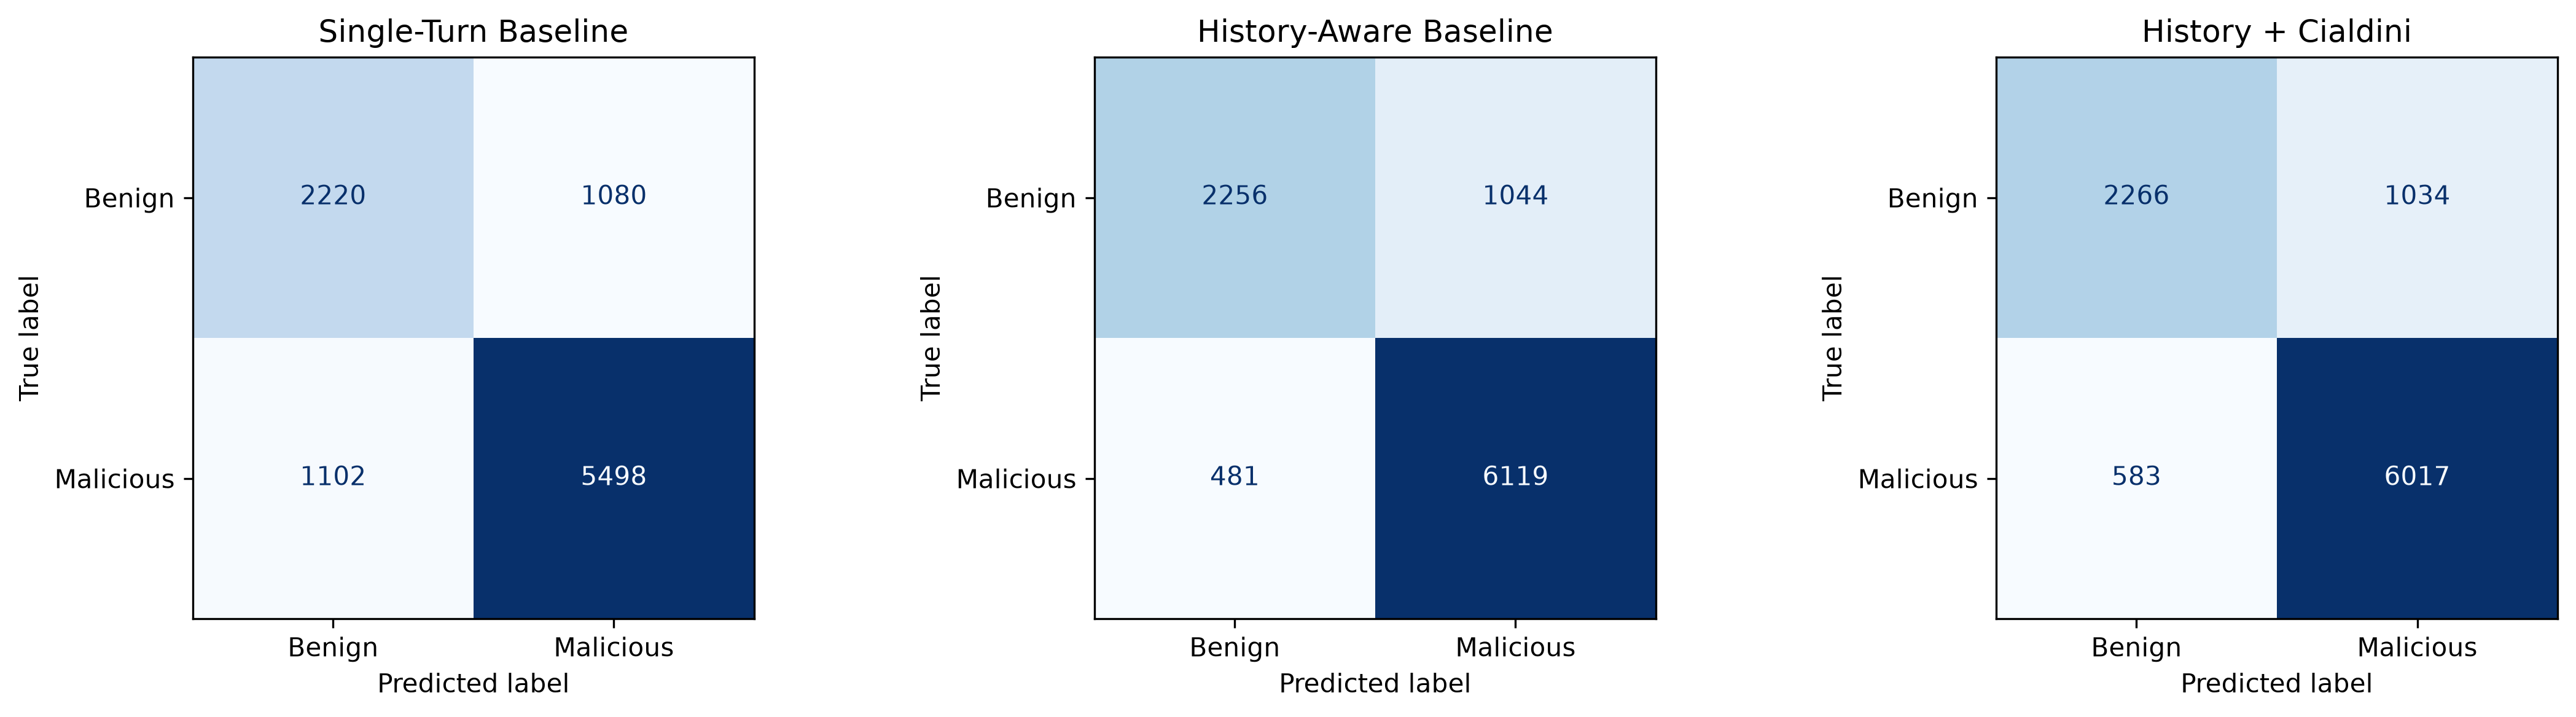 Single-Turn Baseline
True label
Benign
Malicious
2220 1080
1102 5498
Benign Malicious
Predicted label
History-Aware Baseline
True label
Benign
Malicious
2256 1044
481 6119
Benign Malicious
Predicted label
History + Cialdini
True label
Benign
Malicious
2266 1034
583 6017
Benign Malicious
Predicted label